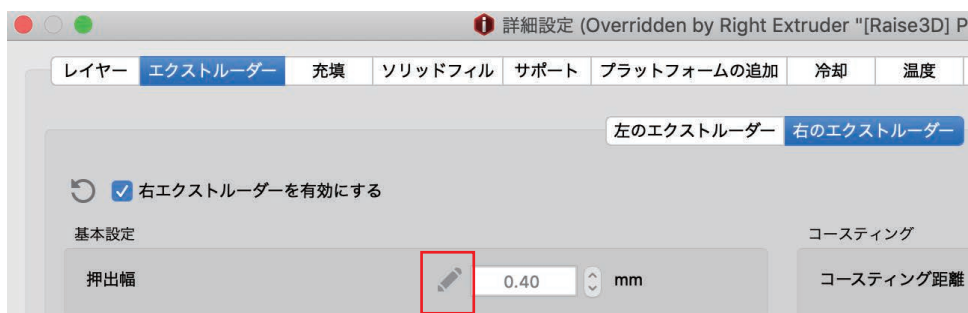 詳細設定 (Overridden by Right Extruder "[Raise3D] P
レイヤー エクストルーダー 充填 ソリッドフィル サポート プラットフォームの追加 冷却 温度
左のエクストルーダー 右のエクストルーダー
右エクストルーダーを有効にする
基本設定 コースティング
押出幅 0.40 mm コースティング距離